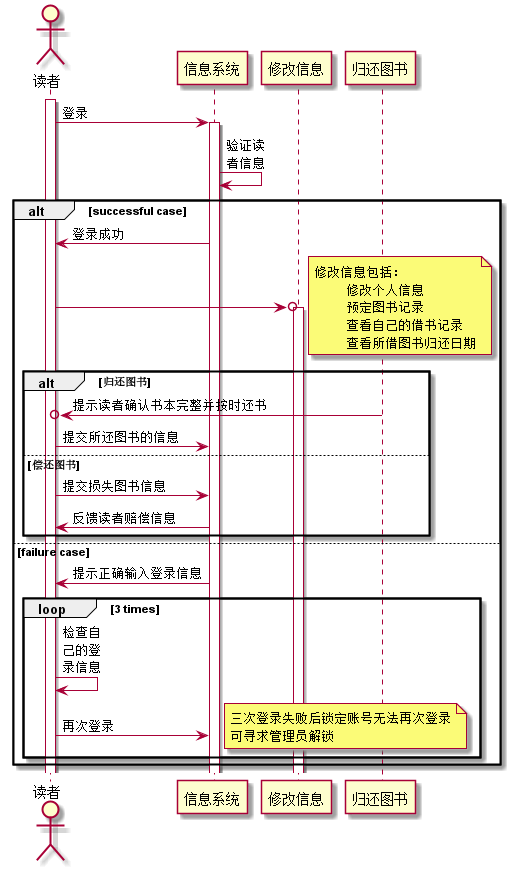 读者
信息系统
修改信息
归还图书
登录
验证读
者信息
alt
[successful case]
登录成功
修改信息包括：
修改个人信息
预定图书记录
查看自己的借书记录
查看所借图书归还日期
alt
[归还图书]
提示读者确认书本完整并按时还书
提交所还图书的信息
[偿还图书]
提交损失图书信息
反馈读者赔偿信息
[failure case]
提示正确输入登录信息
loop
[3 times]
检查自
己的登
录信息
再次登录
三次登录失败后锁定账号无法再次登录
可寻求管理员解锁
读者
信息系统
修改信息
归还图书